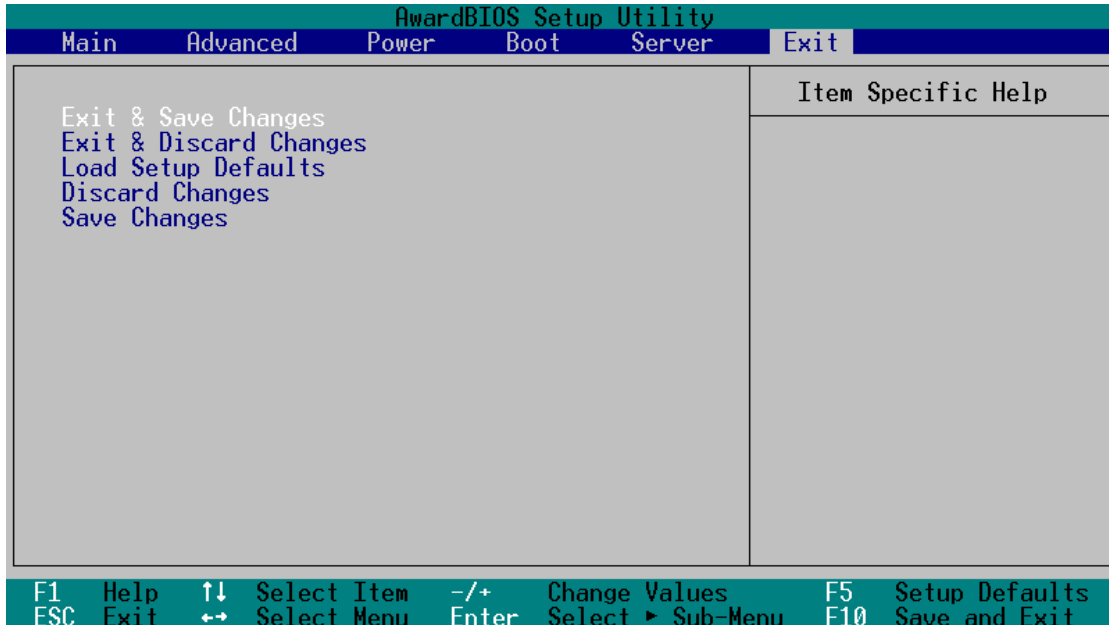 AwardBIOS Setup Utility
Main Advanced Power Boot Server Exit
Item Specific Help
Exit & Save Changes
Exit & Discard Changes
Load Setup Defaults
Discard Changes
Save Changes
F1 Help ↑↓ Select Item -/+ Change Values F5 Setup Defaults
ESC Exit ←→ Select Menu Enter Select ► Sub-Menu F10 Save and Exit